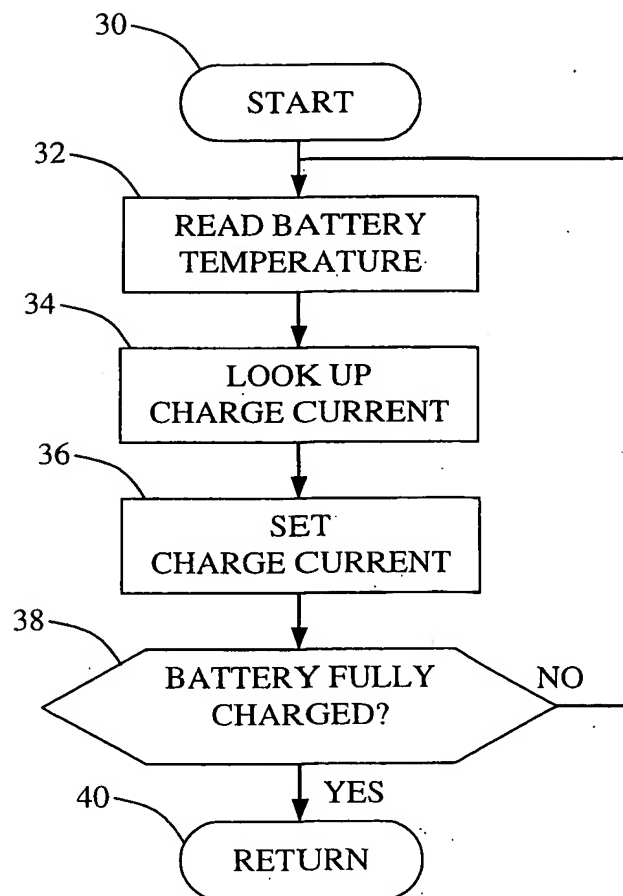 30
START
32
READ BATTERY
TEMPERATURE
34
LOOK UP
CHARGE CURRENT
36
SET
CHARGE CURRENT
38
BATTERY FULLY
CHARGED?
NO
YES
40
RETURN